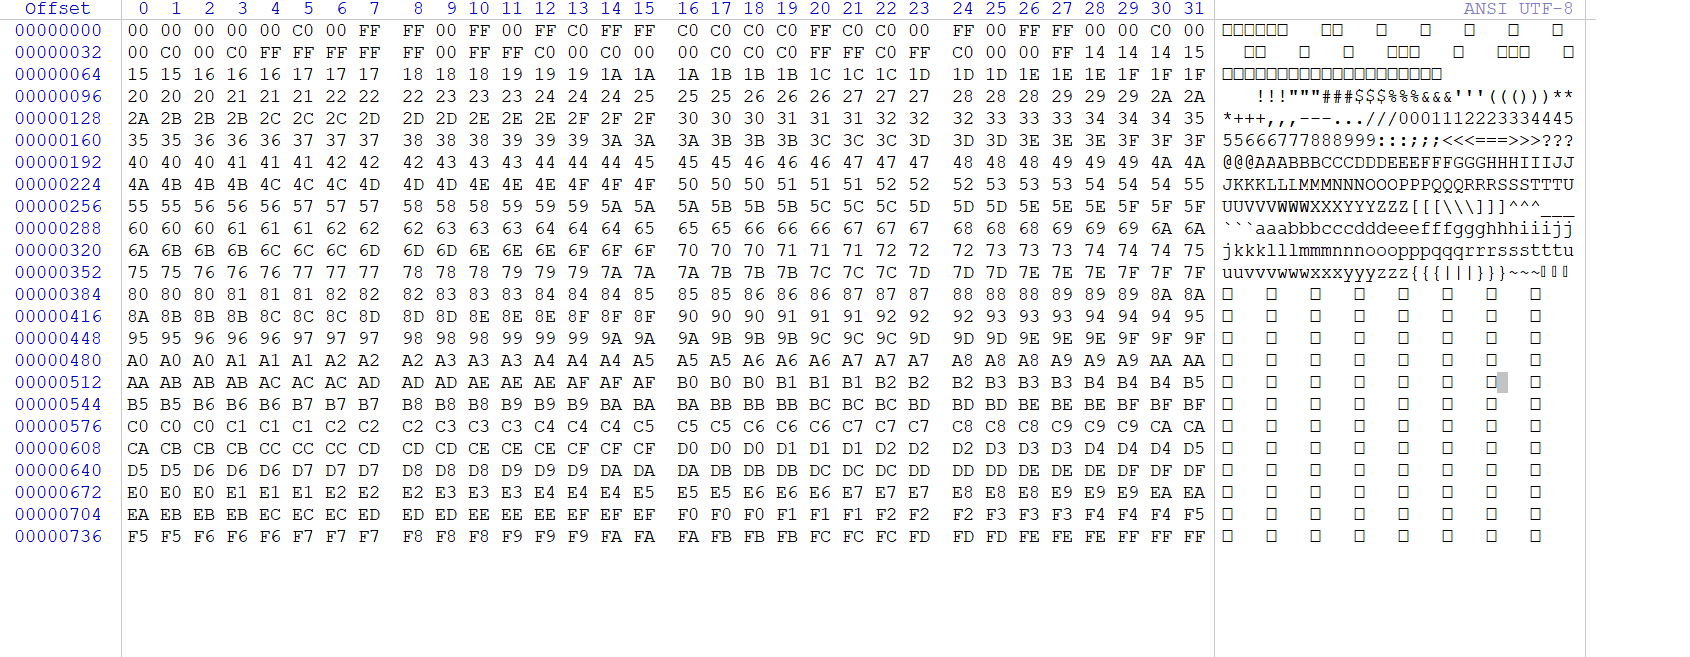 Offset 0 1 2 3 4 5 6 7 8 9 10 11 12 13 14 15 16 17 18 19 20 21 22 23 24 25 26 27 28 29 30 31 ANSI UTF-8
00000000 00 00 00 00 00 C0 00 FF FF 00 FF 00 FF C0 FF FF C0 C0 C0 C0 FF C0 C0 00 FF 00 FF FF 00 00 C0 00
00000032 00 C0 00 C0 FF FF FF FF FF FF FF FF C0 00 C0 00 00 C0 C0 C0 FF FF C0 FF C0 00 00 FF 14 14 14 15
00000064 15 15 16 16 16 17 17 17 18 18 18 19 19 19 1A 1A 1A 1B 1B 1B 1C 1C 1C 1D 1D 1D 1E 1E 1E 1F 1F 1F
00000096 20 20 20 21 21 21 22 22 22 23 23 23 24 24 24 25 25 25 26 26 26 27 27 27 28 28 28 29 29 29 2A 2A !!!"""###$$$%%%&&&'''((()))**
00000128 2A 2B 2B 2B 2C 2C 2C 2D 2D 2D 2E 2E 2E 2F 2F 2F 30 30 30 31 31 31 32 32 32 33 33 33 34 34 34 35 *+++,,,---...///0001112223334445
00000160 35 35 36 36 36 37 37 37 38 38 38 39 39 39 3A 3A 3A 3B 3B 3B 3C 3C 3C 3D 3D 3D 3E 3E 3E 3F 3F 3F 55666777888999:::;;;<<<===>>>???
00000192 40 40 40 41 41 41 42 42 42 43 43 43 44 44 44 45 45 45 46 46 46 47 47 47 48 48 48 49 49 49 4A 4A @@@AAABBBCCCDDDEEEFFFGGGHHHIIIJJ
00000224 4A 4B 4B 4B 4C 4C 4C 4D 4D 4D 4E 4E 4E 4F 4F 4F 50 50 50 51 51 51 52 52 52 53 53 53 54 54 54 55 JKKKLLLMMMNNNOOOPPPQQQRRRSSSTTTU
00000256 55 55 56 56 56 57 57 57 58 58 58 59 59 59 5A 5A 5A 5B 5B 5B 5C 5C 5C 5D 5D 5D 5E 5E 5E 5F 5F 5F UUVVVWWWXXXYYYZZZ[[[\\\]]]^^^___
00000288 60 60 60 61 61 61 62 62 62 63 63 63 64 64 64 65 65 65 66 66 66 67 67 67 68 68 68 69 69 69 6A 6A ```aaabbbcccdddeeefffggghhhiiijj
00000320 6A 6B 6B 6B 6C 6C 6C 6D 6D 6D 6E 6E 6E 6F 6F 6F 70 70 70 71 71 71 72 72 72 73 73 73 74 74 74 75 jkkklllmmmnnnooopppqqqrrrssstttu
00000352 75 75 76 76 76 77 77 77 78 78 78 79 79 79 7A 7A 7A 7B 7B 7B 7C 7C 7C 7D 7D 7D 7E 7E 7E 7F 7F 7F uuvvvwwwxxxyyyzzz{{{|||}}}~~~
00000384 80 80 80 81 81 81 82 82 82 83 83 83 84 84 84 85 85 85 86 86 86 87 87 87 88 88 88 89 89 89 8A 8A
00000416 8A 8B 8B 8B 8C 8C 8C 8D 8D 8D 8E 8E 8E 8F 8F 8F 90 90 90 91 91 91 92 92 92 93 93 93 94 94 94 95
00000448 95 95 96 96 96 97 97 97 98 98 98 99 99 99 9A 9A 9A 9B 9B 9B 9C 9C 9C 9D 9D 9D 9E 9E 9E 9F 9F 9F
00000480 A0 A0 A0 A1 A1 A1 A2 A2 A2 A3 A3 A3 A4 A4 A4 A5 A5 A5 A6 A6 A6 A7 A7 A7 A8 A8 A8 A9 A9 A9 AA AA
00000512 AA AB AB AB AC AC AC AD AD AD AE AE AE AF AF AF B0 B0 B0 B1 B1 B1 B2 B2 B2 B3 B3 B3 B4 B4 B4 B5
00000544 B5 B5 B6 B6 B6 B7 B7 B7 B8 B8 B8 B9 B9 B9 BA BA BA BB BB BB BC BC BC BD BD BD BE BE BE BF BF BF
00000576 C0 C0 C0 C1 C1 C1 C2 C2 C2 C3 C3 C3 C4 C4 C4 C5 C5 C5 C6 C6 C6 C7 C7 C7 C8 C8 C8 C9 C9 C9 CA CA
00000608 CA CB CB CB CC CC CC CD CD CD CE CE CE CF CF CF D0 D0 D0 D1 D1 D1 D2 D2 D2 D3 D3 D3 D4 D4 D4 D5
00000640 D5 D5 D6 D6 D6 D7 D7 D7 D8 D8 D8 D9 D9 D9 DA DA DA DB DB DB DC DC DC DD DD DD DE DE DE DF DF DF
00000672 E0 E0 E0 E1 E1 E1 E2 E2 E2 E3 E3 E3 E4 E4 E4 E5 E5 E5 E6 E6 E6 E7 E7 E7 E8 E8 E8 E9 E9 E9 EA EA
00000704 EA EB EB EB EC EC EC ED ED ED EE EE EE EF EF EF F0 F0 F0 F1 F1 F1 F2 F2 F2 F3 F3 F3 F4 F4 F4 F5
00000736 F5 F5 F6 F6 F6 F7 F7 F7 F8 F8 F8 F9 F9 F9 FA FA FA FB FB FB FC FC FC FD FD FD FE FE FE FF FF FF